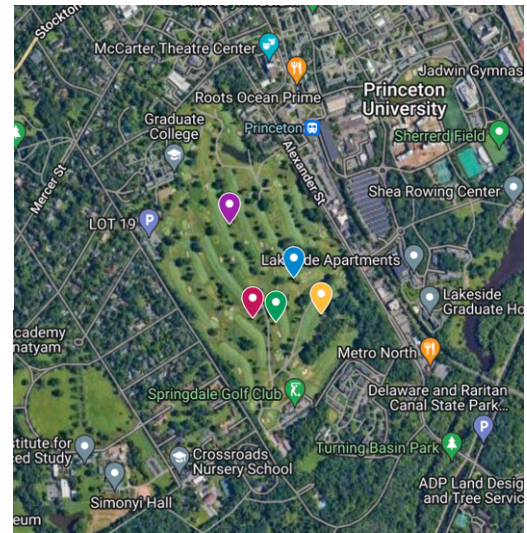 Stockton
McCarter Theatre Center
Roots Ocean Prime
Jadwin Gymnas
Princeton
University
Graduate
College
Princeton
Alexander St
Sherrerd Field
Mercer St
Shea Rowing Center
LOT 19
P
Lakeside Apartments
Lakeside
Graduate Ho
Metro North
cademy
natyam
Springdale Golf Club
Delaware and Raritan
Canal State Park...
P
stitute for
ced Study
Crossroads
Nursery School
Turning Basin Park
Simonyi Hall
ADP Land Desig
and Tree Servic
eum